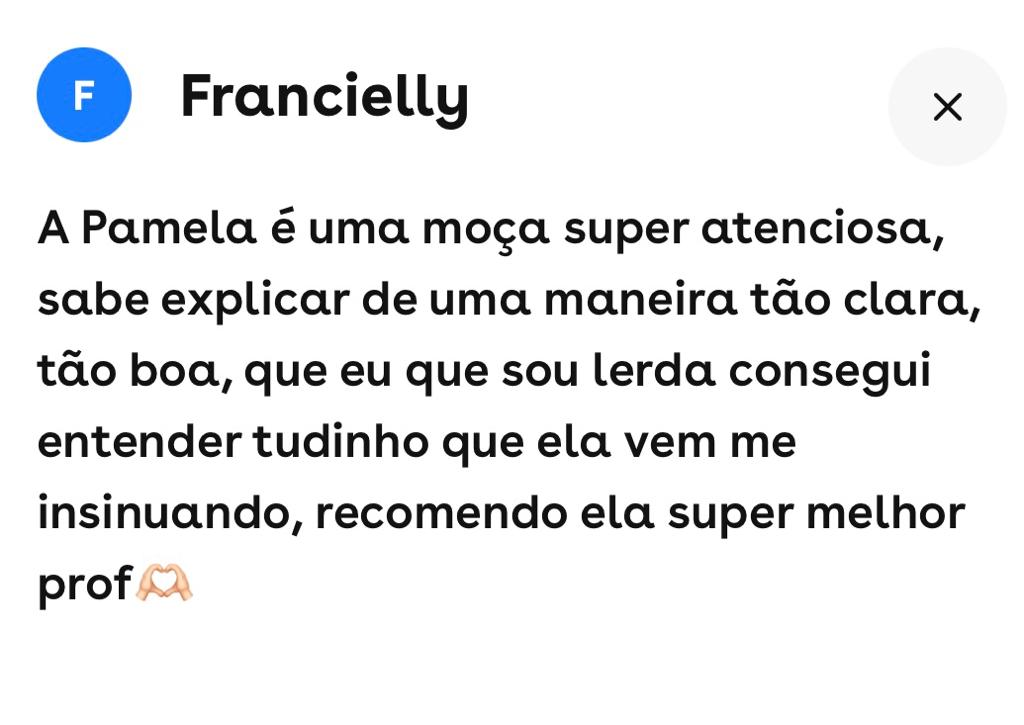 F
Francielly
A Pamela é uma moça super atenciosa,
sabe explicar de uma maneira tão clara,
tão boa, que eu que sou lerda consegui
entender tudinho que ela vem me
insinuando, recomendo ela super melhor
prof🫶🏻